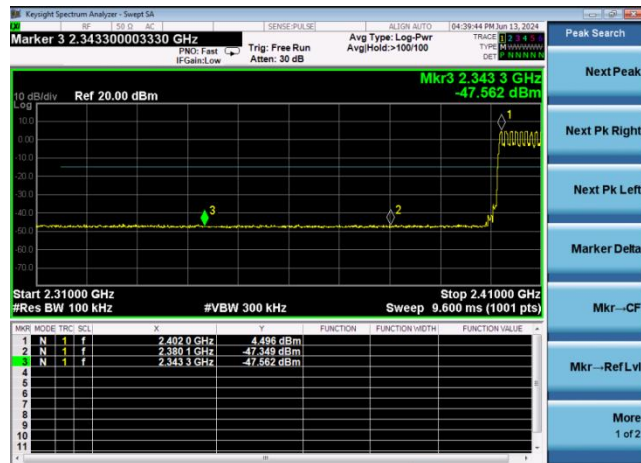 Keysight Spectrum Analyzer - Swept SA
RF 50 Ω AC SENSE:PULSE ALIGN AUTO 04:39:44 PM Jun 13, 2024
Marker 3 2.343300003330 GHz
PNO: Fast
IFGain:Low
Trig: Free Run
Atten: 30 dB
Avg Type: Log-Pwr
Avg|Hold:>100/100
TRACE 1 2 3 4 5 6
TYPE M WWWWW
DET P N N N N N
Peak Search
Mkr3 2.343 3 GHz
-47.562 dBm
10 dB/div Ref 20.00 dBm
Log
10.0
0.00
-10.0
-20.0
-30.0
-40.0
-50.0
-60.0
-70.0
1
2
3
Start 2.31000 GHz Stop 2.41000 GHz
#Res BW 100 kHz #VBW 300 kHz Sweep 9.600 ms (1001 pts)
MKR MODE TRC SCL X Y FUNCTION FUNCTION WIDTH FUNCTION VALUE
1 N 1 f 2.402 0 GHz 4.496 dBm
2 N 1 f 2.380 1 GHz -47.349 dBm
3 N 1 f 2.343 3 GHz -47.562 dBm
4
5
6
7
8
9
10
11
Next Peak
Next Pk Right
Next Pk Left
Marker Delta
Mkr→CF
Mkr→Ref Lvl
More
1 of 2